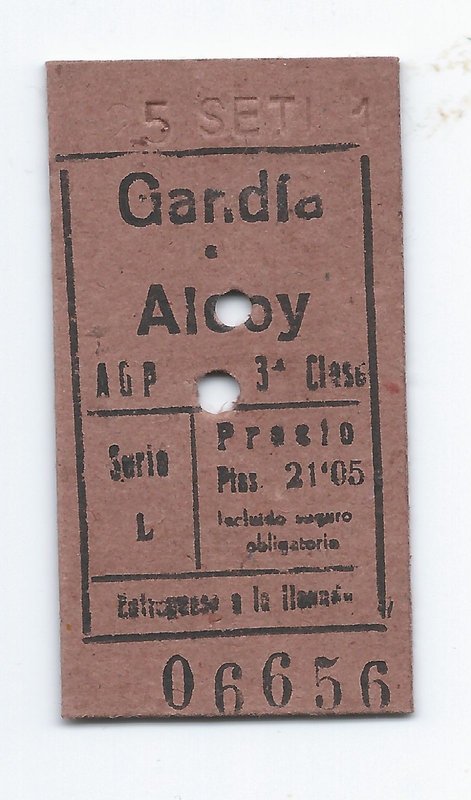 5 SET
Gandía
a
Alcoy
AGP 3ª Clase
Serie
L
Precio
Ptas. 21'05
Incluido seguro
obligatorio
Entréguese a la llegada
06656